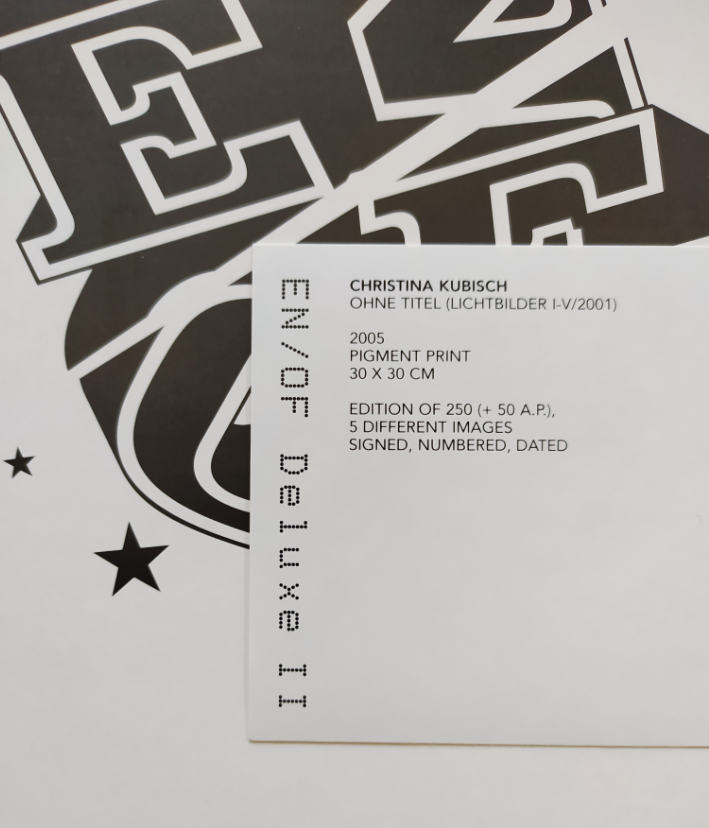 EN/OF Deluxe II
CHRISTINA KUBISCH
OHNE TITEL (LICHTBILDER I-V/2001)
2005
PIGMENT PRINT
30 X 30 CM
EDITION OF 250 (+ 50 A.P.),
5 DIFFERENT IMAGES
SIGNED, NUMBERED, DATED